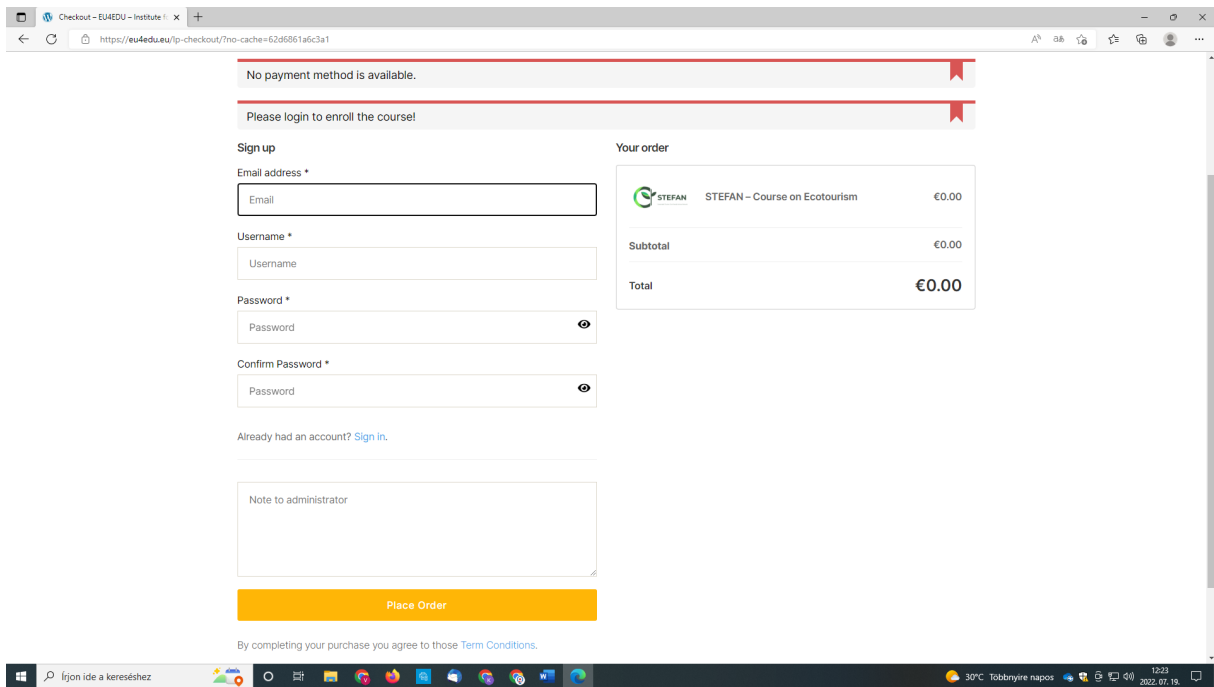 Checkout – EU4EDU – Institute f
https://eu4edu.eu/lp-checkout/?no-cache=62d6861a6c3a1
No payment method is available.
Please login to enroll the course!
Sign up
Email address *
Email
Username *
Username
Password *
Password
Confirm Password *
Password
Already had an account? Sign in.
Note to administrator
Place Order
By completing your purchase you agree to those Term Conditions.
Your order
STEFAN
STEFAN – Course on Ecotourism €0.00
Subtotal €0.00
Total €0.00
Írjon ide a kereséshez
30°C Többnyire napos
12:23
2022. 07. 19.